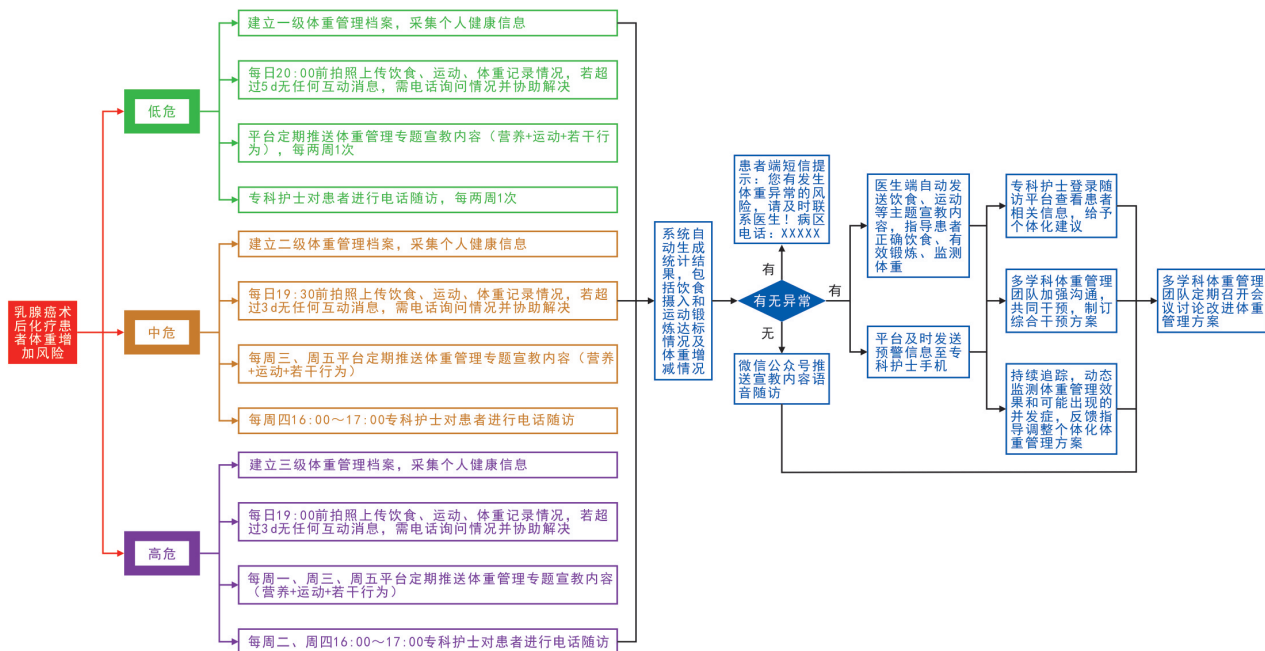 乳腺癌术
后化疗患
者体重增
加风险
低危
建立一级体重管理档案，采集个人健康信息
每日20:00前拍照上传饮食、运动、体重记录情况，若超
过5d无任何互动消息，需电话询问情况并协助解决
平台定期推送体重管理专题宣教内容（营养+运动+若干行
为），每两周1次
专科护士对患者进行电话随访，每两周1次
中危
建立二级体重管理档案，采集个人健康信息
每日19:30前拍照上传饮食、运动、体重记录情况，若超
过3d无任何互动消息，需电话询问情况并协助解决
每周三、周五平台定期推送体重管理专题宣教内容（营养
+运动+若干行为）
每周四16:00～17:00专科护士对患者进行电话随访
高危
建立三级体重管理档案，采集个人健康信息
每日19:00前拍照上传饮食、运动、体重记录情况，若超
过3d无任何互动消息，需电话询问情况并协助解决
每周一、周三、周五平台定期推送体重管理专题宣教内容
（营养+运动+若干行为）
每周二、周四16:00～17:00专科护士对患者进行电话随访
系统自
动生成
统计结
果，包
括饮食
摄入和
运动锻
炼达标
情况及
体重增
减情况
患者端短信提
示：您有发生
体重异常的风
险，请及时联
系医生！病区
电话：XXXXX
有
有无异常
有
无
微信公众号推
送宣教内容语
音随访
医生端自动发
送饮食、运动
等主题宣教内
容，指导患者
正确饮食、有
效锻炼、监测
体重
平台及时发送
预警信息至专
科护士手机
专科护士登录随
访平台查看患者
相关信息，给予
个体化建议
多学科体重管理
团队加强沟通，
共同干预，制订
综合干预方案
持续追踪，动态
监测体重管理效
果和可能出现的
并发症，反馈指
导调整个体化体
重管理方案
多学科体重管理
团队定期召开会
议讨论改进体重
管理方案